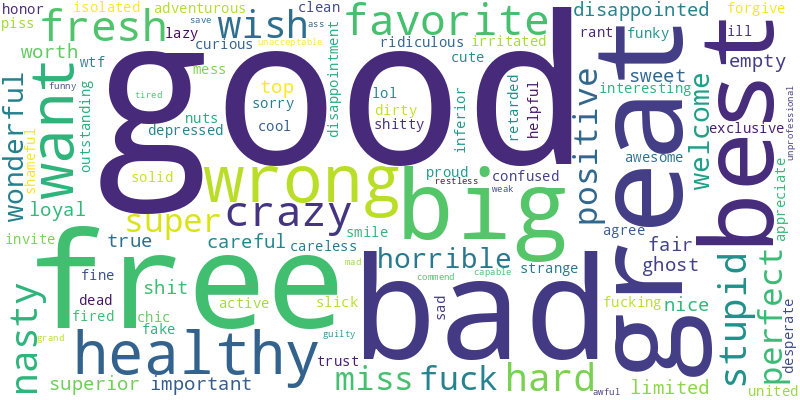 good
free
bad
great
best
big
wrong
healthy
want
fresh
wish
favorite
crazy
super
horrible
hard
fuck
miss
nasty
wonderful
positive
perfect
stupid
welcome
honor
piss
isolated
adventurous
save
ass
clean
lazy
curious
unacceptable
ridiculous
irritated
disappointed
forgive
rant
funky
ill
empty
worth
wtf
mess
funny
tired
top
sorry
cool
lol
dirty
shitty
cute
disappointment
inferior
retarded
helpful
sweet
interesting
exclusive
unprofessional
awesome
outstanding
shameful
nuts
depressed
solid
loyal
invite
true
careful
careless
smile
proud
restless
confused
weak
agree
fair
ghost
appreciate
fine
dead
fired
shit
chic
fake
active
slick
mad
sad
commend
capable
strange
fucking
nice
guilty
trust
grand
superior
important
awful
limited
desperate
united